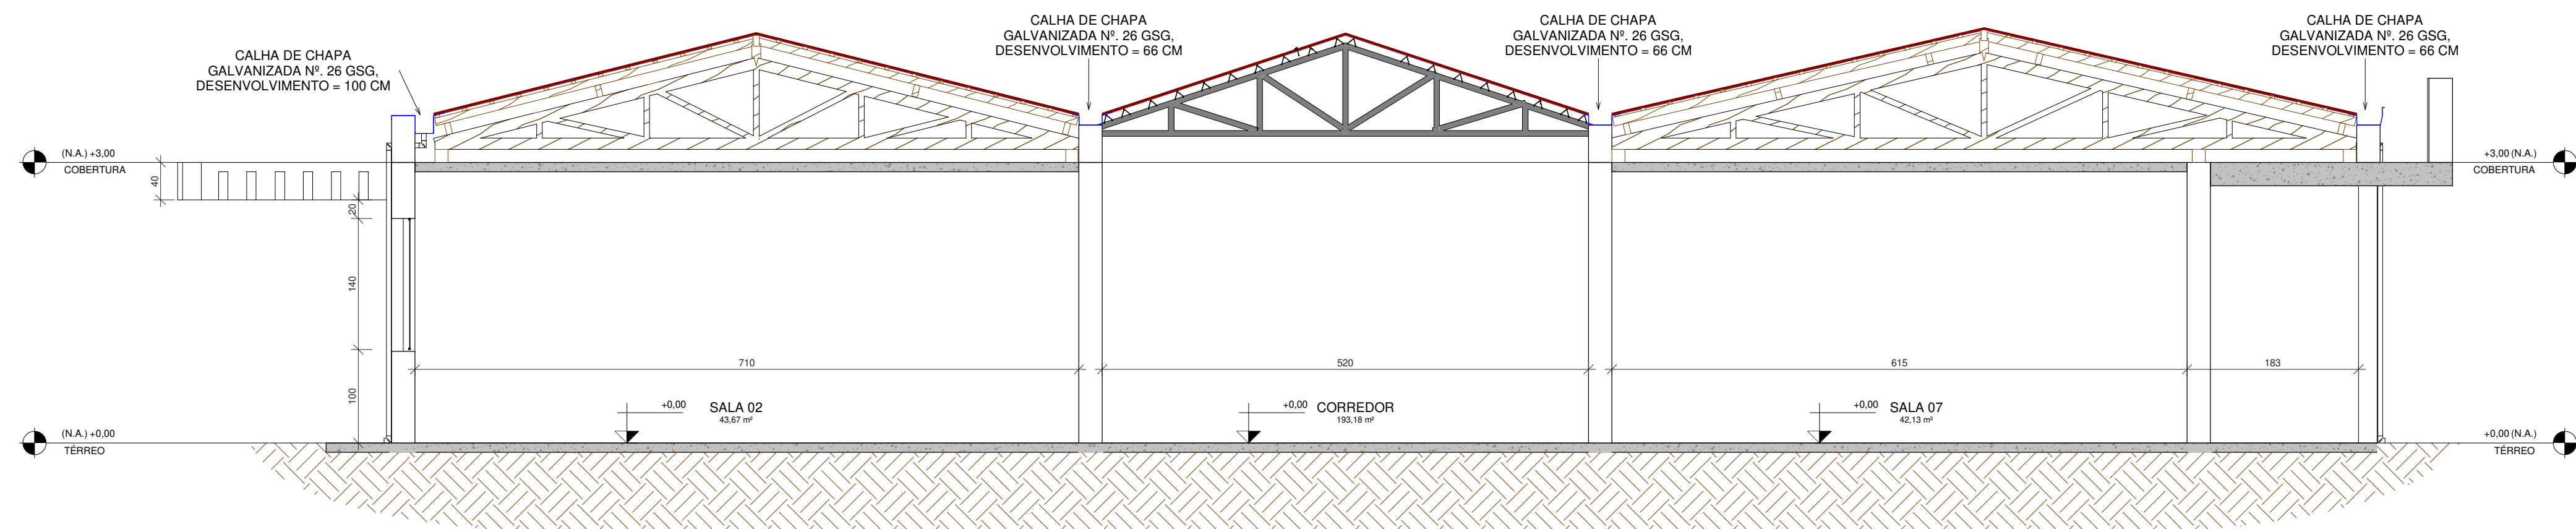 CALHA DE CHAPA
GALVANIZADA Nº. 26 GSG,
DESENVOLVIMENTO = 100 CM
CALHA DE CHAPA
GALVANIZADA Nº. 26 GSG,
DESENVOLVIMENTO = 66 CM
CALHA DE CHAPA
GALVANIZADA Nº. 26 GSG,
DESENVOLVIMENTO = 66 CM
CALHA DE CHAPA
GALVANIZADA Nº. 26 GSG,
DESENVOLVIMENTO = 66 CM
(N.A.) +3,00
COBERTURA
+3,00 (N.A.)
COBERTURA
40
20
140
100
710
520
615
183
+0,00
SALA 02
43,67 m²
+0,00
CORREDOR
193,18 m²
+0,00
SALA 07
42,13 m²
(N.A.) +0,00
TÉRREO
+0,00 (N.A.)
TÉRREO